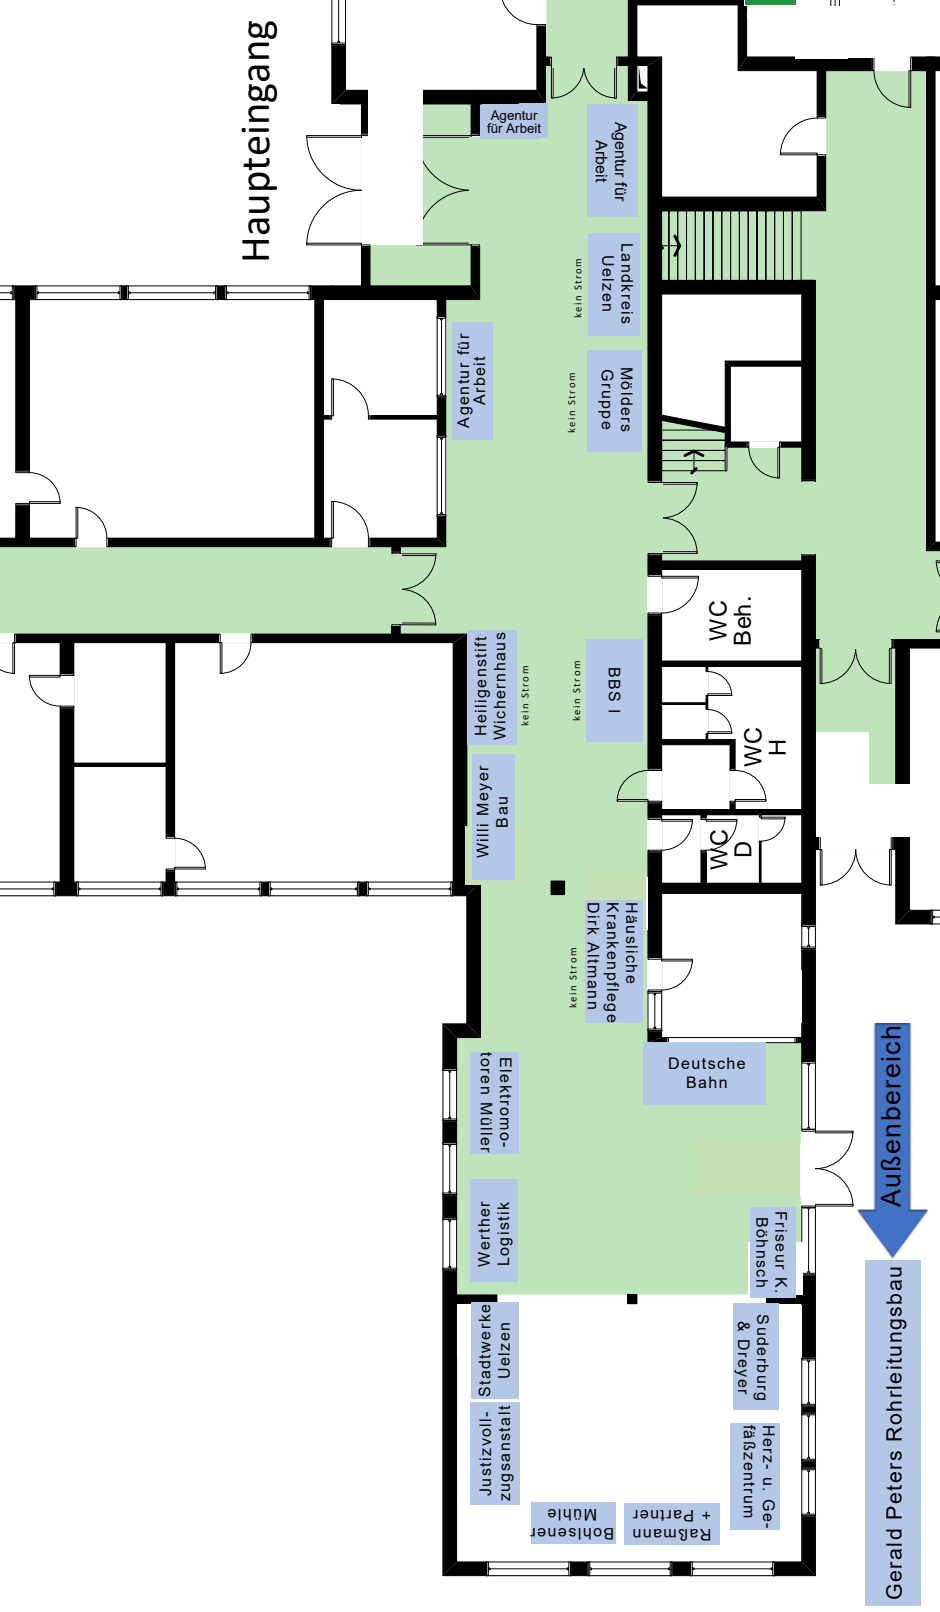 Haupteingang
Agentur
für Arbeit
Agentur für
Arbeit
kein Strom
Landkreis
Uelzen
Agentur für
Arbeit
kein Strom
Mölders
Gruppe
WC
Beh.
Heiligenstift
Wichernhaus
kein Strom
kein Strom
BBS I
WC
H
Willi Meyer
Bau
WC
D
kein Strom
Häusliche
Krankenpflege
Dirk Altmann
Elektromo-
toren Müller
Deutsche
Bahn
Außenbereich
Werther
Logistik
Friseur K.
Böhnsch
Gerald Peters Rohrleitungsbau
Stadtwerke
Uelzen
Suderburg
& Dreyer
Justizvoll-
zugsanstalt
Herz- u. Ge-
fäßzentrum
Bohlsener
Mühle
Raßmann
+ Partner